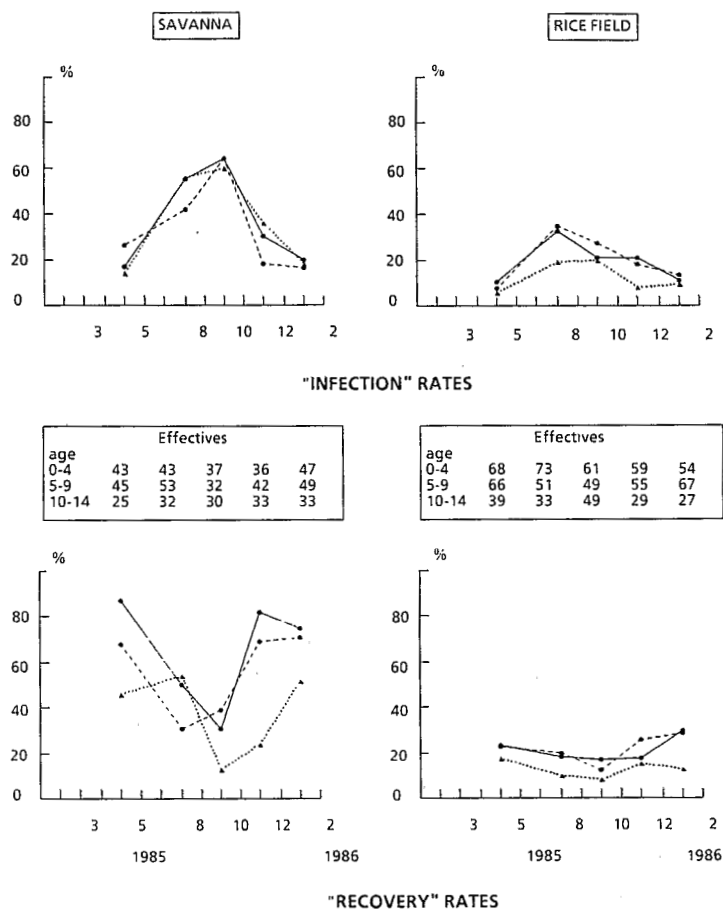 SAVANNA RICE FIELD
% %
80 80
60 60
40 40
20 20
0 0
3 5 8 10 12 2 3 5 8 10 12 2
"INFECTION" RATES
Effectives Effectives
age age
0-4 43 43 37 36 47 0-4 68 73 61 59 54
5-9 45 53 32 42 49 5-9 66 51 49 55 67
10-14 25 32 30 33 33 10-14 39 33 49 29 27
% %
80 80
60 60
40 40
20 20
0 0
3 5 8 10 12 2 3 5 8 10 12 2
1985 1986 1985 1986
"RECOVERY" RATES